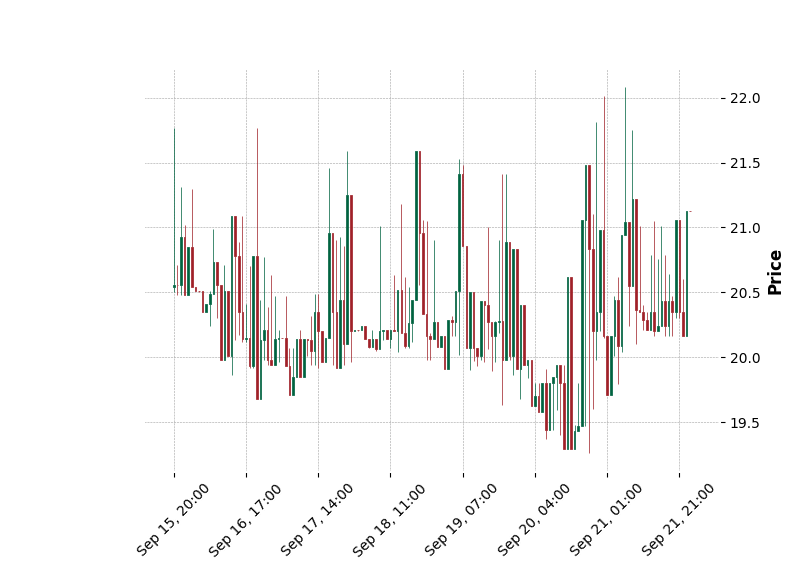 22.0
21.5
21.0
20.5
20.0
19.5
Price
Sep 15, 20:00
Sep 16, 17:00
Sep 17, 14:00
Sep 18, 11:00
Sep 19, 07:00
Sep 20, 04:00
Sep 21, 01:00
Sep 21, 21:00